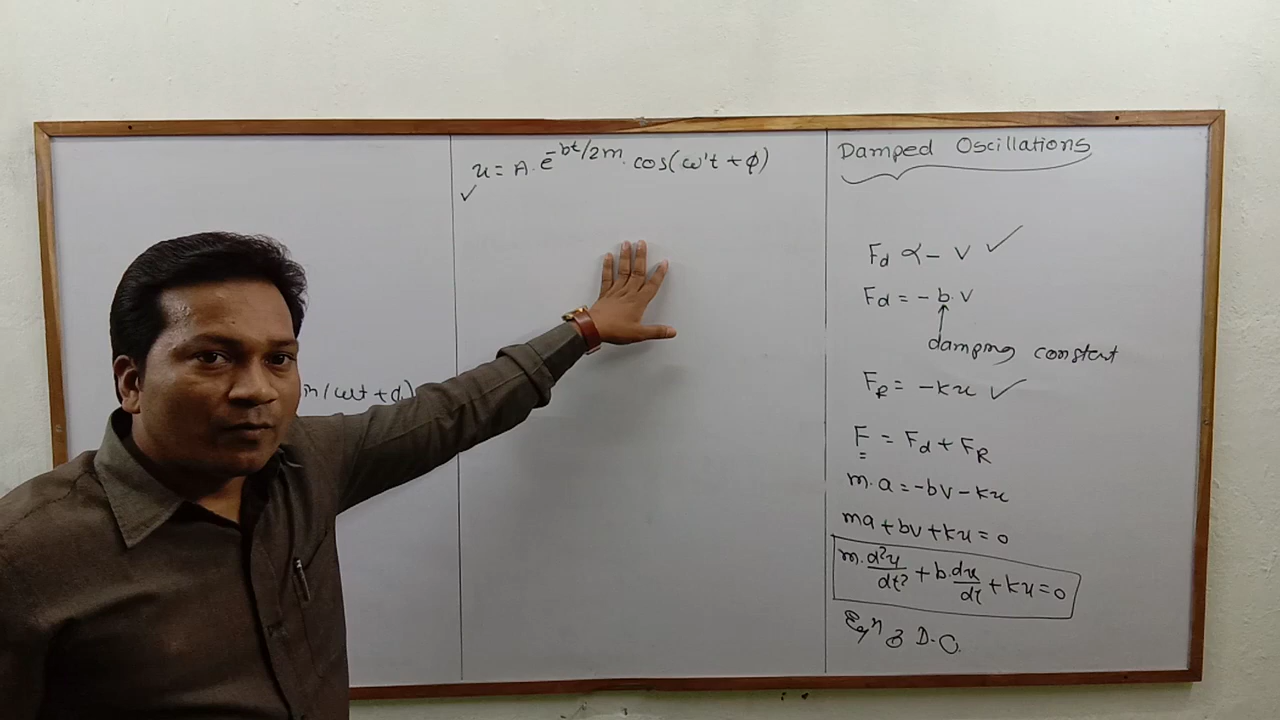 n(ωt + φ)
x = A.e^-bt/2m. cos(ω't + φ)
✓
Damped Oscillations
Fd ∝ - v ✓
Fd = - b.v
↑
damping constant
FR = -kx ✓
F = Fd + FR
m.a = -bv - kx
ma + bv + kx = 0
m.d²x/dt² + b.dx/dt + kx = 0
Eqⁿ D.O.